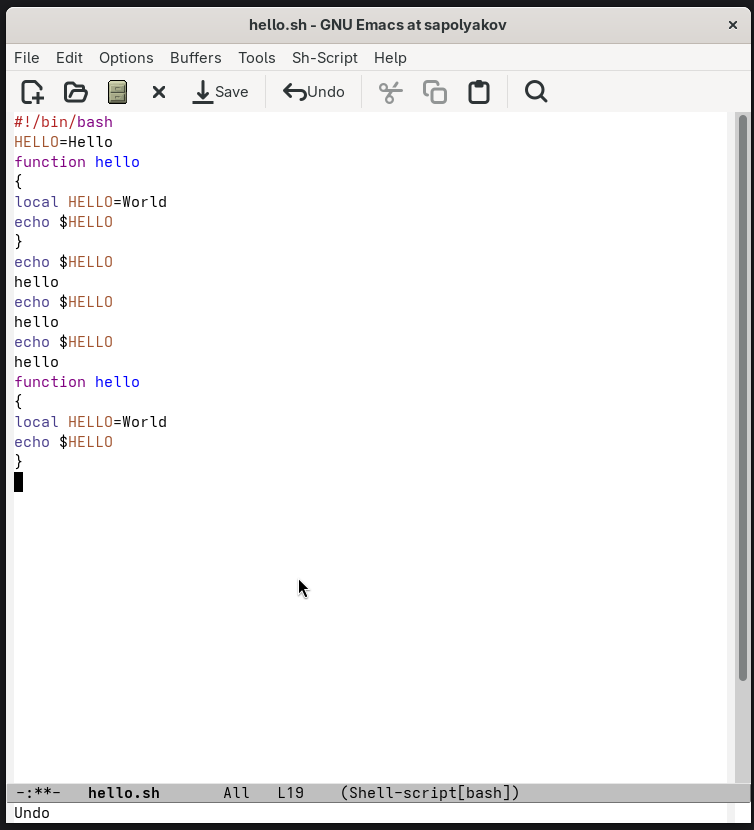 hello.sh - GNU Emacs at sapolyakov
File Edit Options Buffers Tools Sh-Script Help
Save Undo
#!/bin/bash
HELLO=Hello
function hello
{
local HELLO=World
echo $HELLO
}
echo $HELLO
hello
echo $HELLO
hello
echo $HELLO
hello
function hello
{
local HELLO=World
echo $HELLO
}
-:**- hello.sh All L19 (Shell-script[bash])
Undo